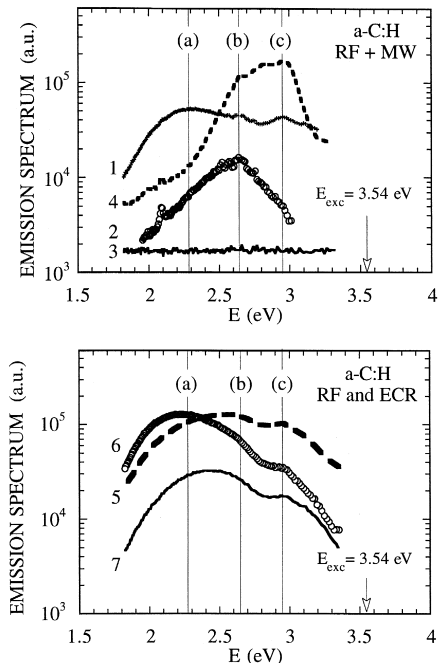 a-C:H
RF + MW
(a) (b) (c)
EMISSION SPECTRUM (a.u.)
10^5
10^4
10^3
1
4
2
3
E_exc = 3.54 eV
1.5 2 2.5 3 3.5 4
E (eV)
a-C:H
RF and ECR
(a) (b) (c)
EMISSION SPECTRUM (a.u.)
10^5
10^4
10^3
6
5
7
E_exc = 3.54 eV
1.5 2 2.5 3 3.5 4
E (eV)